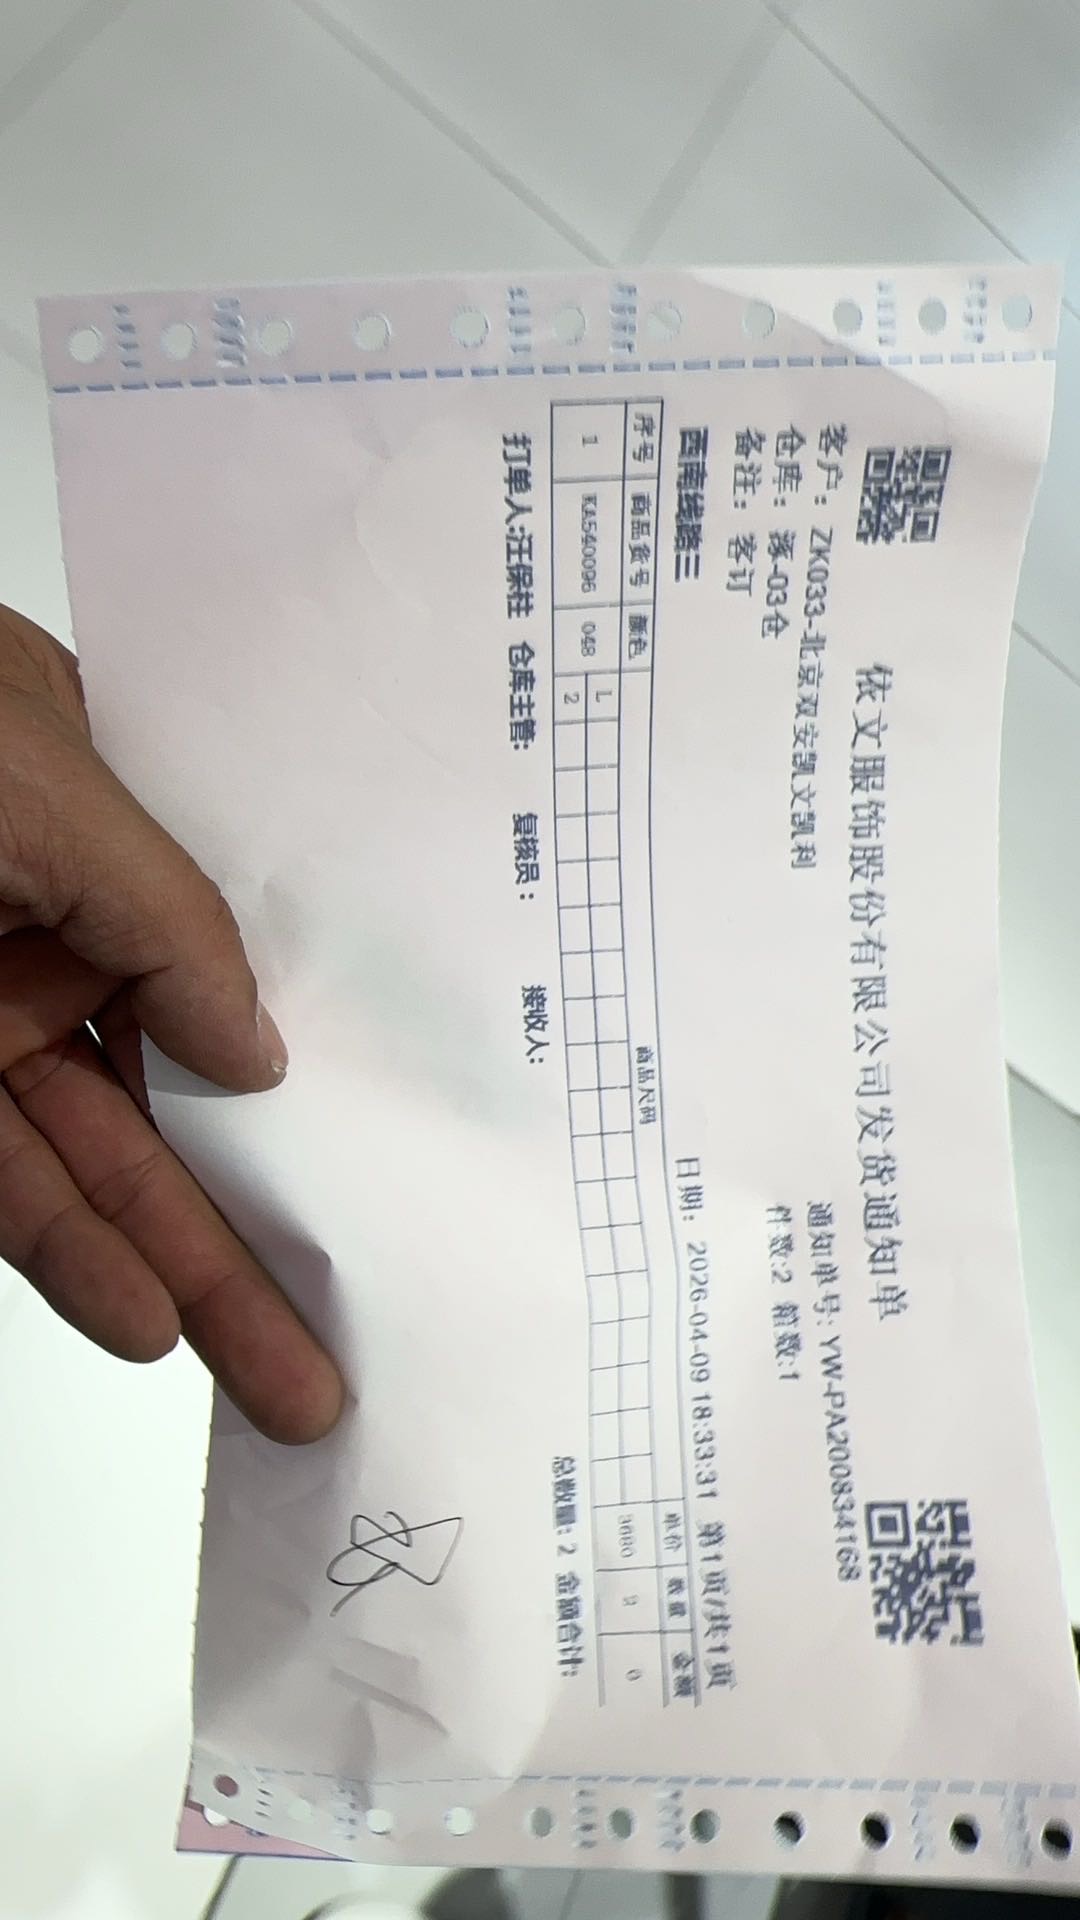 依文服饰股份有限公司发货通知单
客户：ZK033-北京双安凯文凯利 通知单号：YW-PA200834168
仓库：涿-03仓 件数:2 箱数:1
备注：客订
西南线路三 日期：2026-04-09 18:33:31 第1页/共1页
序号 商品货号 颜色 商品尺码 单价 数量 金额
L
1 KA540096 048 2 3680 2 0
总数量：2 金额合计：
打单人:汪保柱 仓库主管: 复核员： 接收人：